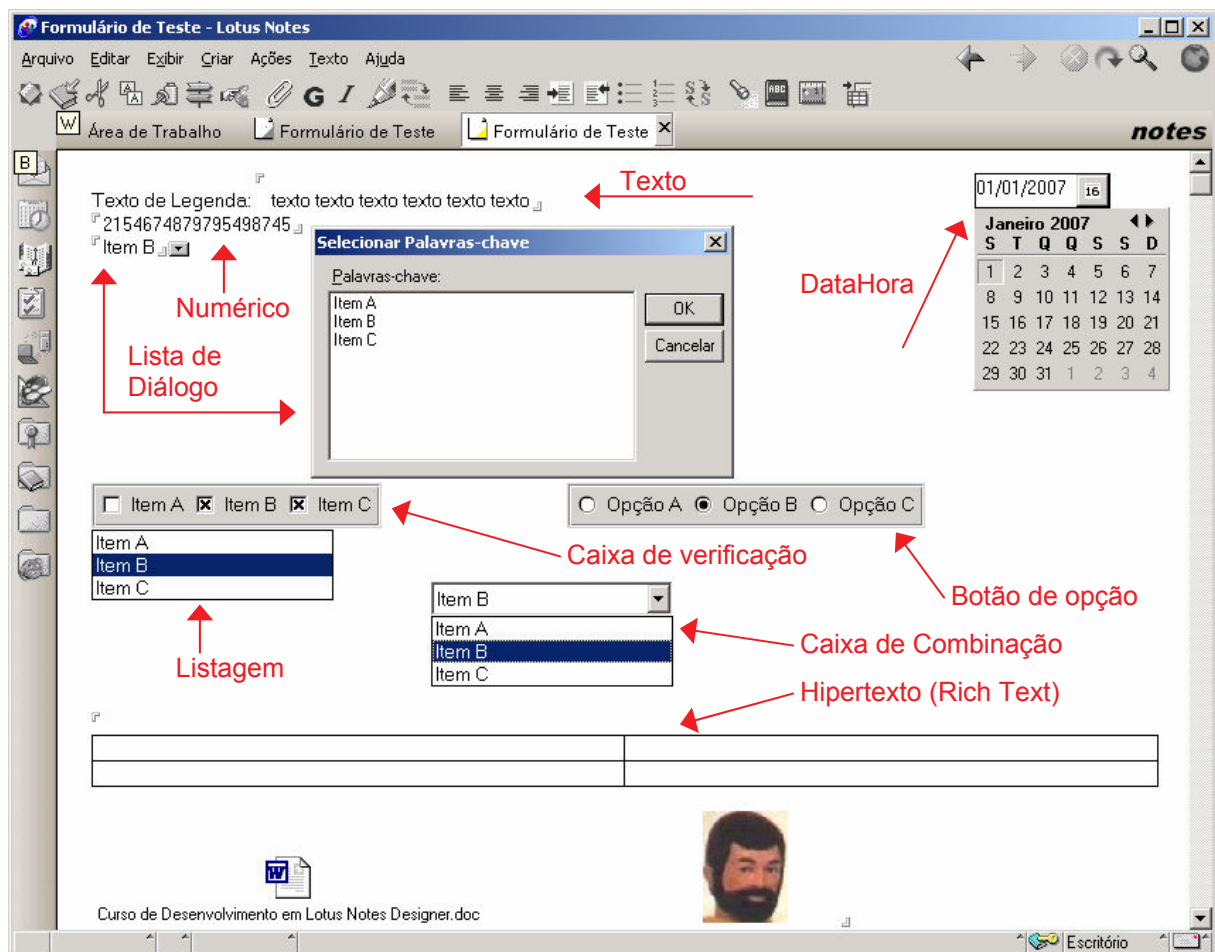 Formulário de Teste - Lotus Notes
Arquivo Editar Exibir Criar Ações Texto Ajuda
G I
W Área de Trabalho Formulário de Teste Formulário de Teste notes
B
Texto de Legenda: texto texto texto texto texto texto
Texto
01/01/2007 16
2154674879795498745
Item B
Numérico
Lista de
Diálogo
Selecionar Palavras-chave
Palavras-chave:
Item A
Item B
Item C
OK
Cancelar
DataHora
Janeiro 2007
S T Q Q S S D
1 2 3 4 5 6 7
8 9 10 11 12 13 14
15 16 17 18 19 20 21
22 23 24 25 26 27 28
29 30 31 1 2 3 4
Item A Item B Item C
Opção A Opção B Opção C
Caixa de verificação
Botão de opção
Item A
Item B
Item C
Listagem
Item B
Item A
Item B
Item C
Caixa de Combinação
Hipertexto (Rich Text)
W
Curso de Desenvolvimento em Lotus Notes Designer.doc
Escritório